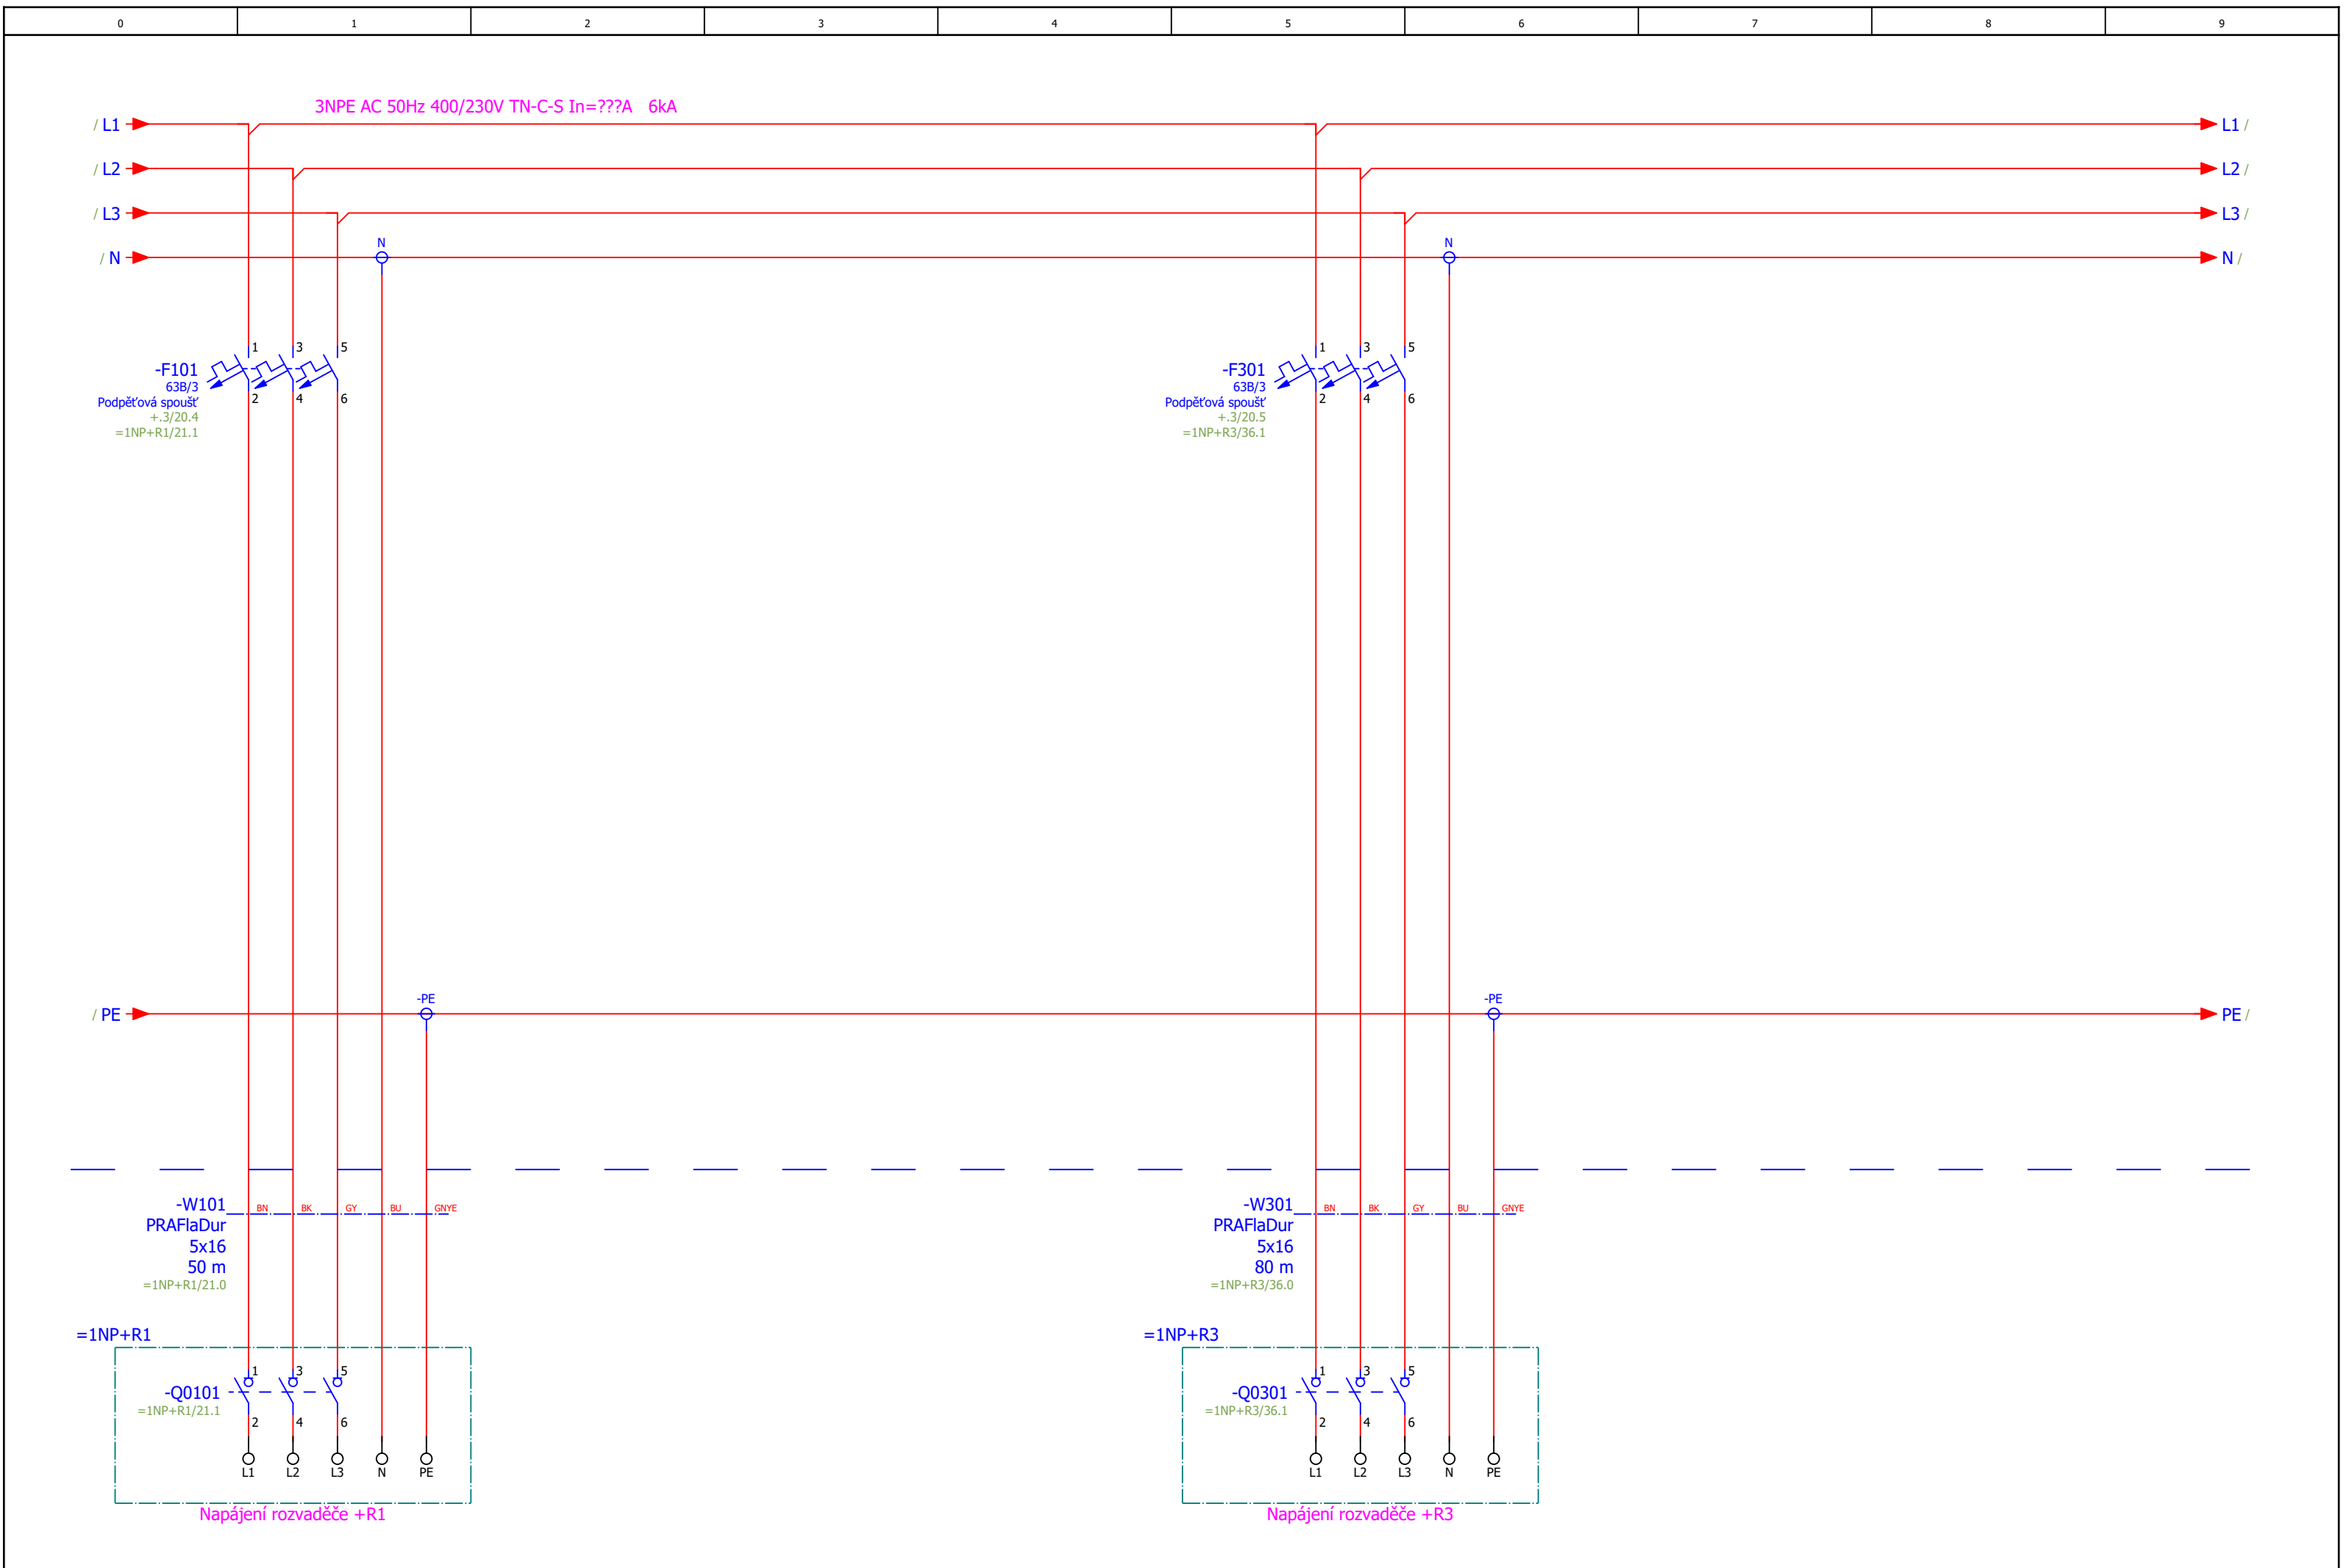 0 1 2 3 4 5 6 7 8 9
3NPE AC 50Hz 400/230V TN-C-S In=???A 6kA
/ L1 L1 /
/ L2 L2 /
/ L3 L3 /
N N
/ N N /
1 3 5
-F101
63B/3
Podpěťová spoušť
+.3/20.4
=1NP+R1/21.1
2 4 6
1 3 5
-F301
63B/3
Podpěťová spoušť
+.3/20.5
=1NP+R3/36.1
2 4 6
-PE -PE
/ PE PE /
-W101
BN BK GY BU GNYE
PRAFlaDur
5x16
50 m
=1NP+R1/21.0
-W301
BN BK GY BU GNYE
PRAFlaDur
5x16
80 m
=1NP+R3/36.0
=1NP+R1
1 3 5
-Q0101
=1NP+R1/21.1
2 4 6
L1 L2 L3 N PE
Napájení rozvaděče +R1
=1NP+R3
1 3 5
-Q0301
=1NP+R3/36.1
2 4 6
L1 L2 L3 N PE
Napájení rozvaděče +R3